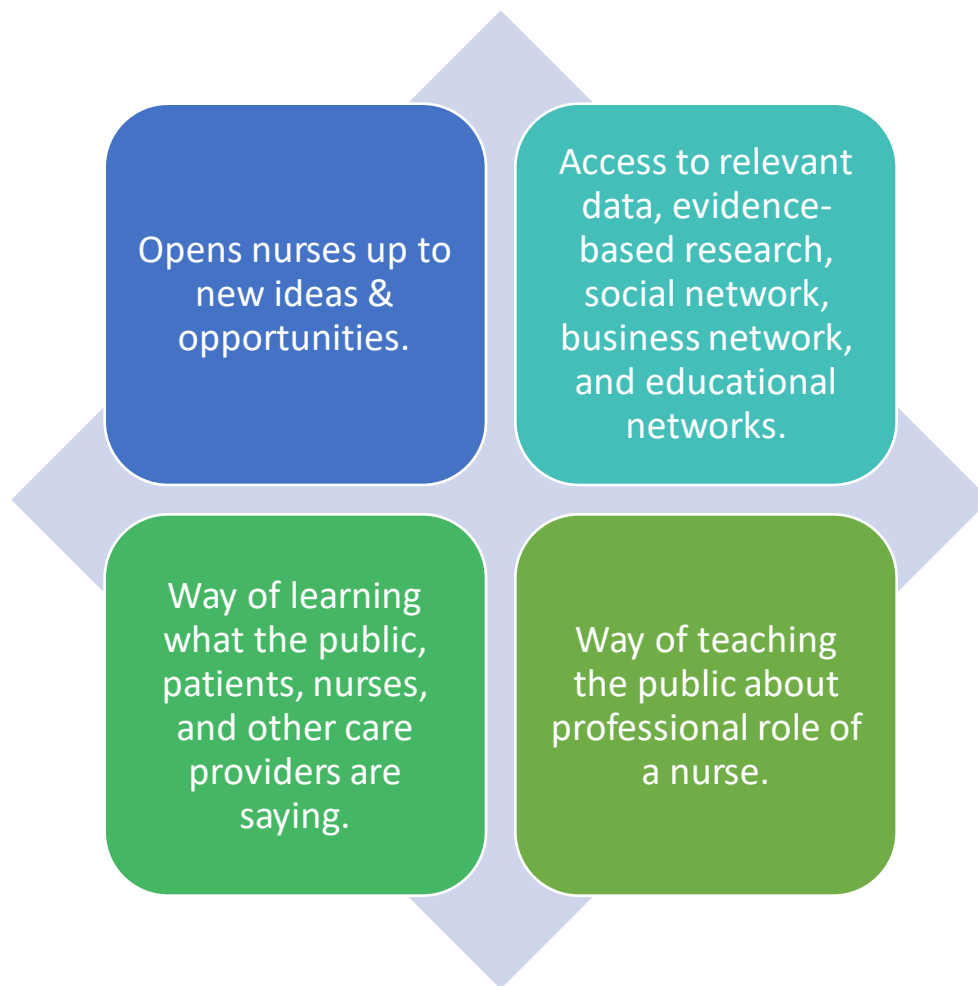 Opens nurses up to
new ideas &
opportunities.
Access to relevant
data, evidence-
based research,
social network,
business network,
and educational
networks.
Way of learning
what the public,
patients, nurses,
and other care
providers are
saying.
Way of teaching
the public about
professional role of
a nurse.